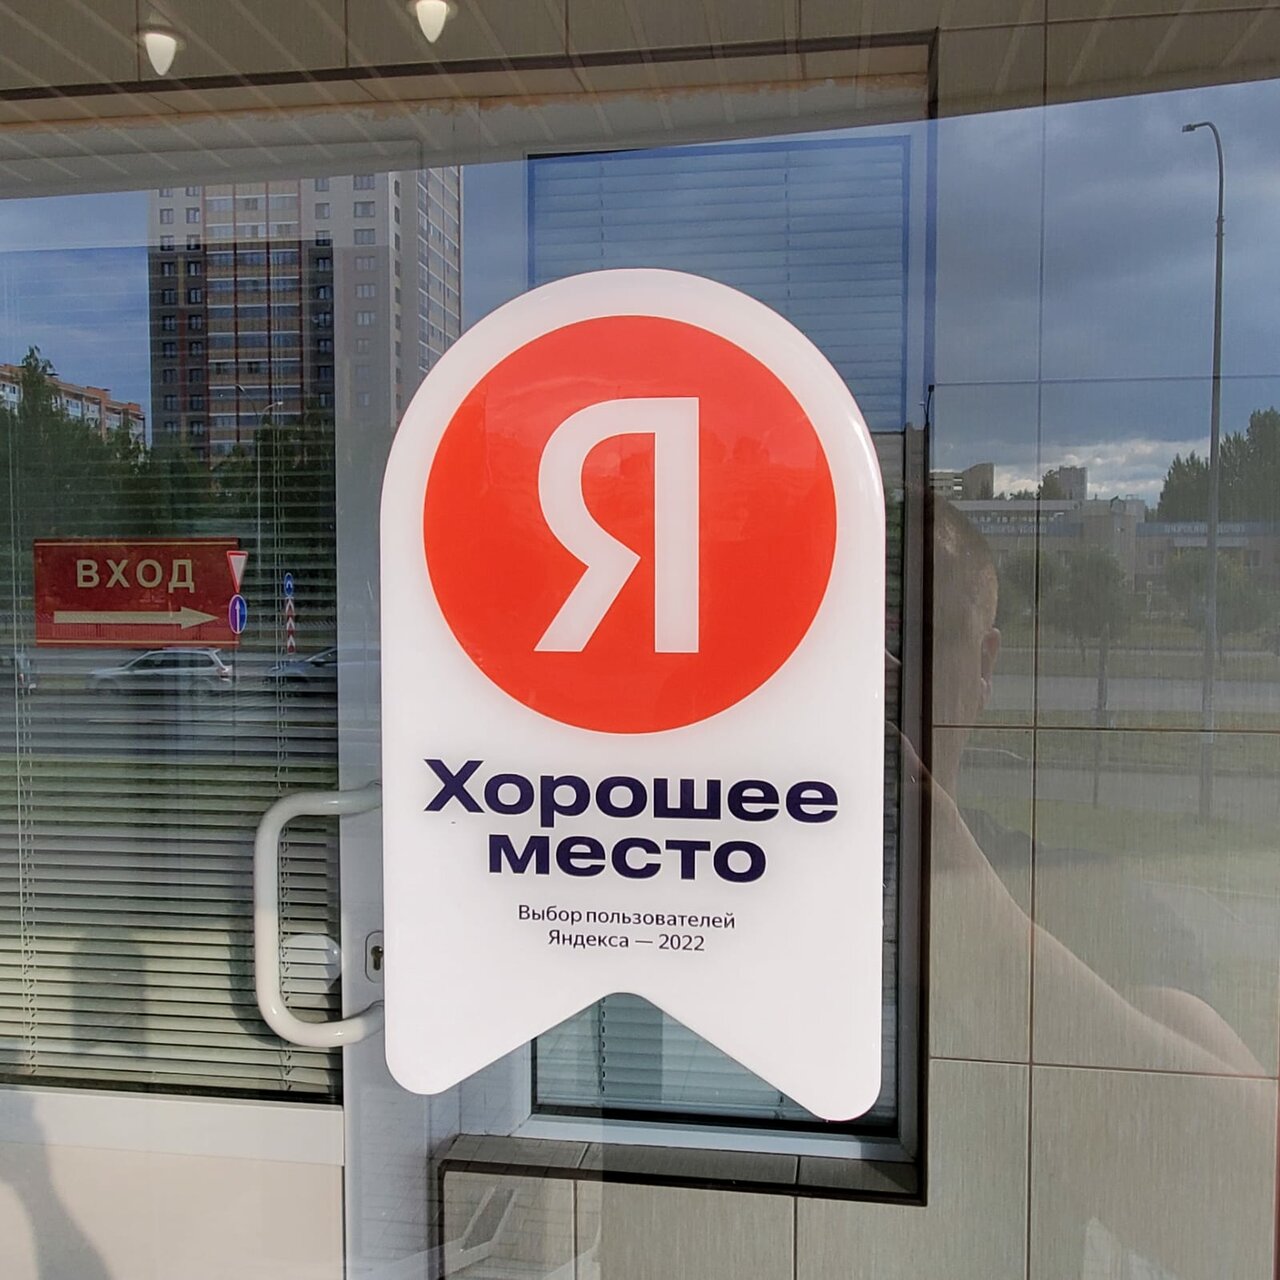 Я
Хорошее
место
Выбор пользователей
Яндекса — 2022
ВХОД